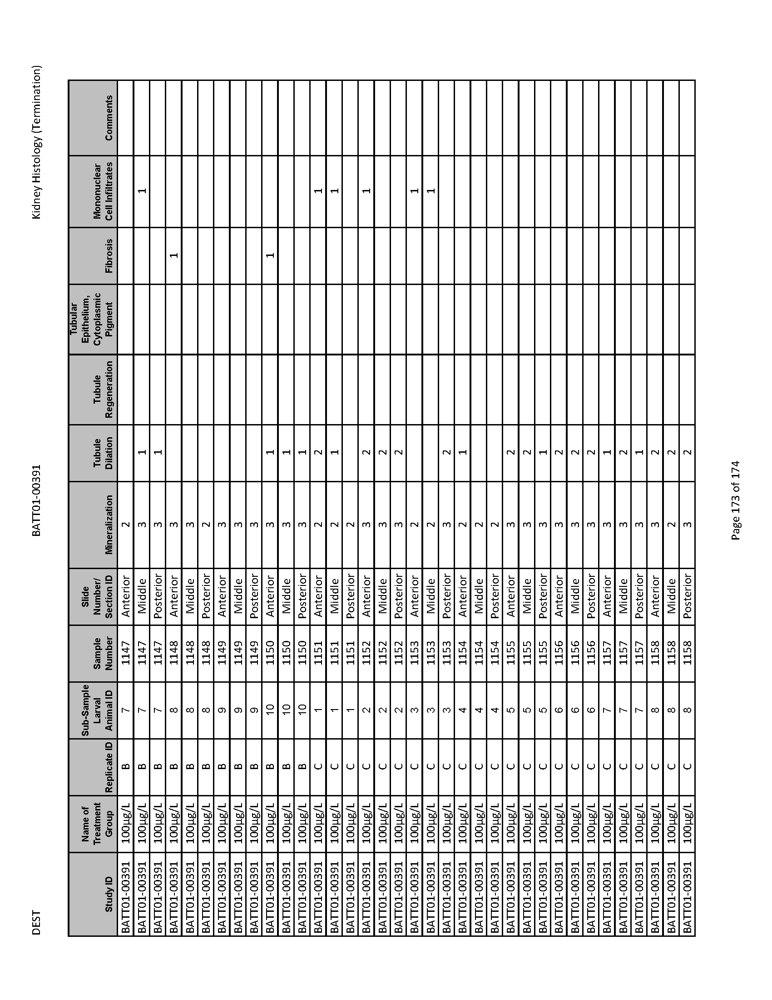 DEST BATT01-00391 Kidney Histology (Termination)
Study ID Name of Treatment Group Replicate ID Sub-Sample Larval Animal ID Sample Number Slide Number/ Section ID Mineralization Tubule Dilation Tubule Regeneration Tubular Epithelium, Cytoplasmic Pigment Fibrosis Mononuclear Cell Infiltrates Comments
BATT01-00391 100µg/L B 7 1147 Anterior 2
BATT01-00391 100µg/L B 7 1147 Middle 3 1 1
BATT01-00391 100µg/L B 7 1147 Posterior 3 1
BATT01-00391 100µg/L B 8 1148 Anterior 3 1
BATT01-00391 100µg/L B 8 1148 Middle 3
BATT01-00391 100µg/L B 8 1148 Posterior 2
BATT01-00391 100µg/L B 9 1149 Anterior 3
BATT01-00391 100µg/L B 9 1149 Middle 3
BATT01-00391 100µg/L B 9 1149 Posterior 3
BATT01-00391 100µg/L B 10 1150 Anterior 3 1 1
BATT01-00391 100µg/L B 10 1150 Middle 3 1
BATT01-00391 100µg/L B 10 1150 Posterior 3 1
BATT01-00391 100µg/L C 1 1151 Anterior 2 2 1
BATT01-00391 100µg/L C 1 1151 Middle 2 1 1
BATT01-00391 100µg/L C 1 1151 Posterior 2
BATT01-00391 100µg/L C 2 1152 Anterior 3 2 1
BATT01-00391 100µg/L C 2 1152 Middle 3 2
BATT01-00391 100µg/L C 2 1152 Posterior 3 2
BATT01-00391 100µg/L C 3 1153 Anterior 2 1
BATT01-00391 100µg/L C 3 1153 Middle 2 1
BATT01-00391 100µg/L C 3 1153 Posterior 3 2
BATT01-00391 100µg/L C 4 1154 Anterior 2 1
BATT01-00391 100µg/L C 4 1154 Middle 2
BATT01-00391 100µg/L C 4 1154 Posterior 2
BATT01-00391 100µg/L C 5 1155 Anterior 3 2
BATT01-00391 100µg/L C 5 1155 Middle 3 2
BATT01-00391 100µg/L C 5 1155 Posterior 3 1
BATT01-00391 100µg/L C 6 1156 Anterior 3 2
BATT01-00391 100µg/L C 6 1156 Middle 3 2
BATT01-00391 100µg/L C 6 1156 Posterior 3 2
BATT01-00391 100µg/L C 7 1157 Anterior 3 1
BATT01-00391 100µg/L C 7 1157 Middle 3 2
BATT01-00391 100µg/L C 7 1157 Posterior 3 1
BATT01-00391 100µg/L C 8 1158 Anterior 3 2
BATT01-00391 100µg/L C 8 1158 Middle 2 2
BATT01-00391 100µg/L C 8 1158 Posterior 3 2
Page 173 of 174